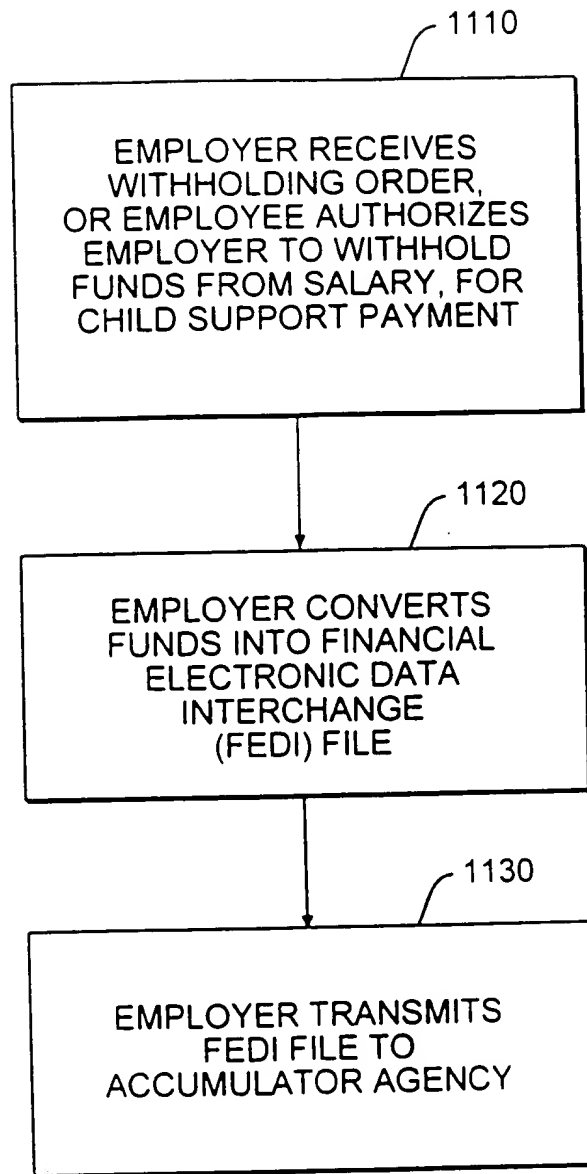 1110
EMPLOYER RECEIVES
WITHHOLDING ORDER,
OR EMPLOYEE AUTHORIZES
EMPLOYER TO WITHHOLD
FUNDS FROM SALARY, FOR
CHILD SUPPORT PAYMENT
1120
EMPLOYER CONVERTS
FUNDS INTO FINANCIAL
ELECTRONIC DATA
INTERCHANGE
(FEDI) FILE
1130
EMPLOYER TRANSMITS
FEDI FILE TO
ACCUMULATOR AGENCY